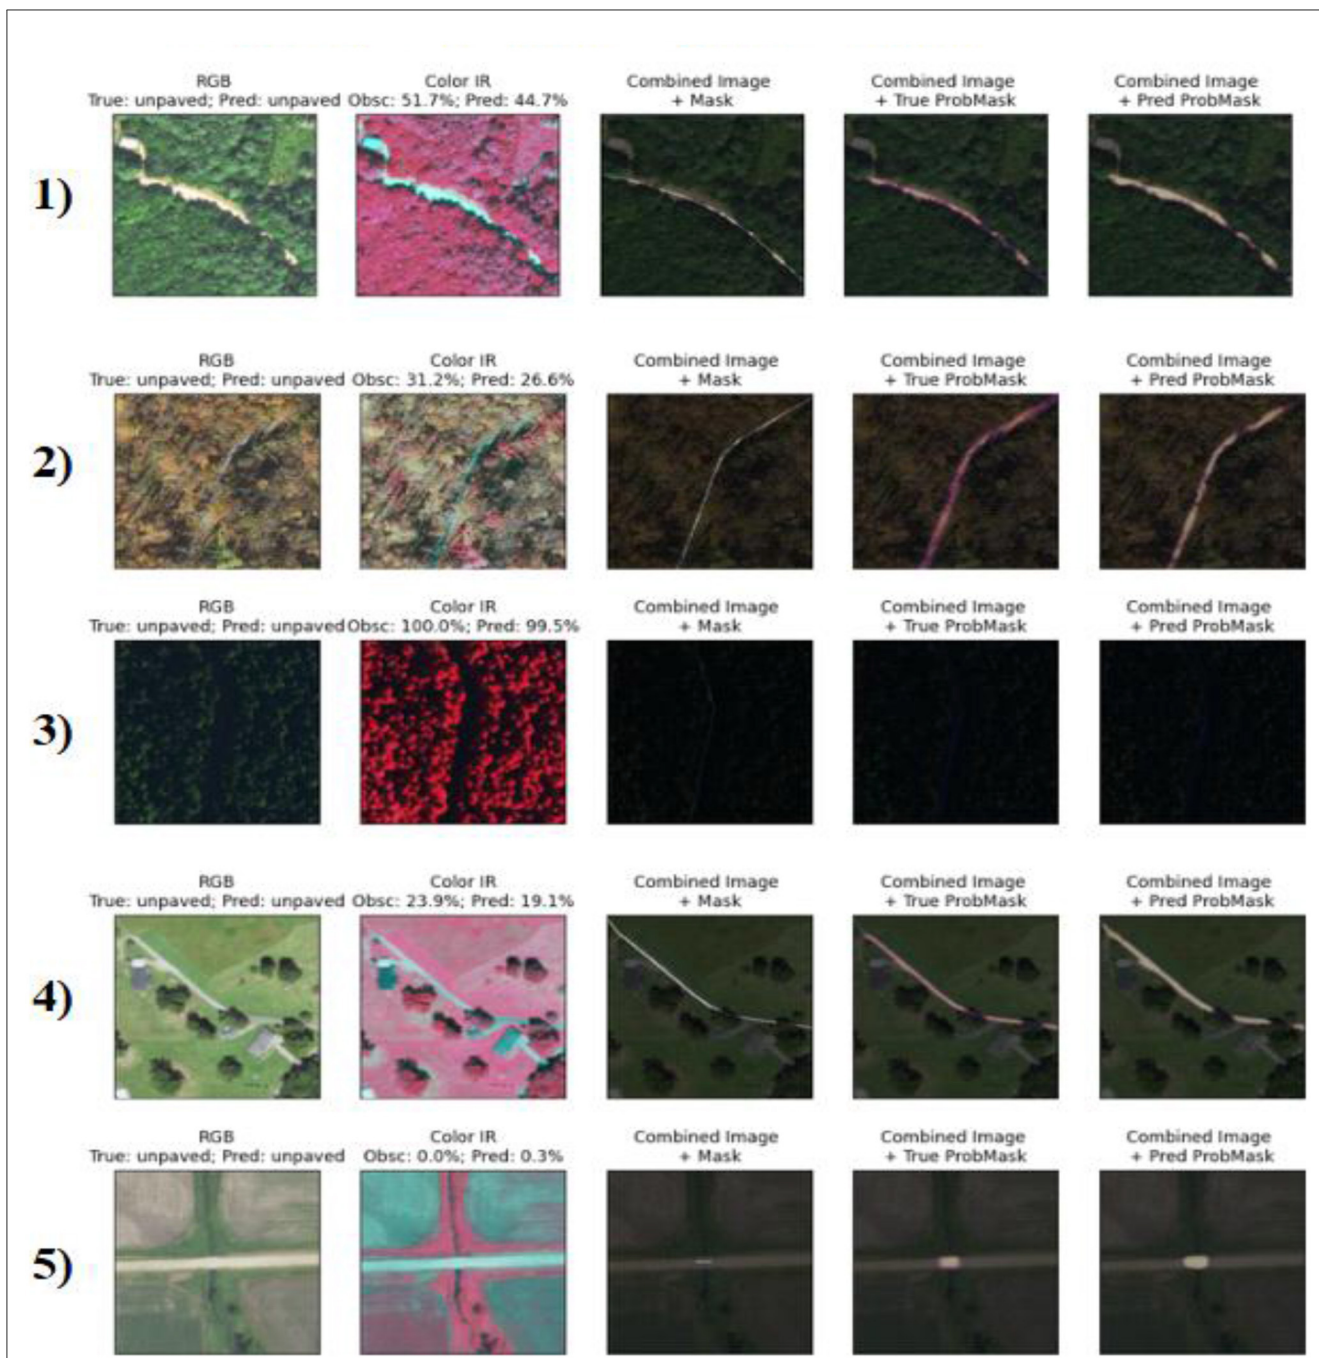 RGB
True: unpaved; Pred: unpaved
Color IR
Obsc: 51.7%; Pred: 44.7%
Combined Image
+ Mask
Combined Image
+ True ProbMask
Combined Image
+ Pred ProbMask
1)
RGB
True: unpaved; Pred: unpaved
Color IR
Obsc: 31.2%; Pred: 26.6%
Combined Image
+ Mask
Combined Image
+ True ProbMask
Combined Image
+ Pred ProbMask
2)
RGB
True: unpaved; Pred: unpaved
Color IR
Obsc: 100.0%; Pred: 99.5%
Combined Image
+ Mask
Combined Image
+ True ProbMask
Combined Image
+ Pred ProbMask
3)
RGB
True: unpaved; Pred: unpaved
Color IR
Obsc: 23.9%; Pred: 19.1%
Combined Image
+ Mask
Combined Image
+ True ProbMask
Combined Image
+ Pred ProbMask
4)
RGB
True: unpaved; Pred: unpaved
Color IR
Obsc: 0.0%; Pred: 0.3%
Combined Image
+ Mask
Combined Image
+ True ProbMask
Combined Image
+ Pred ProbMask
5)